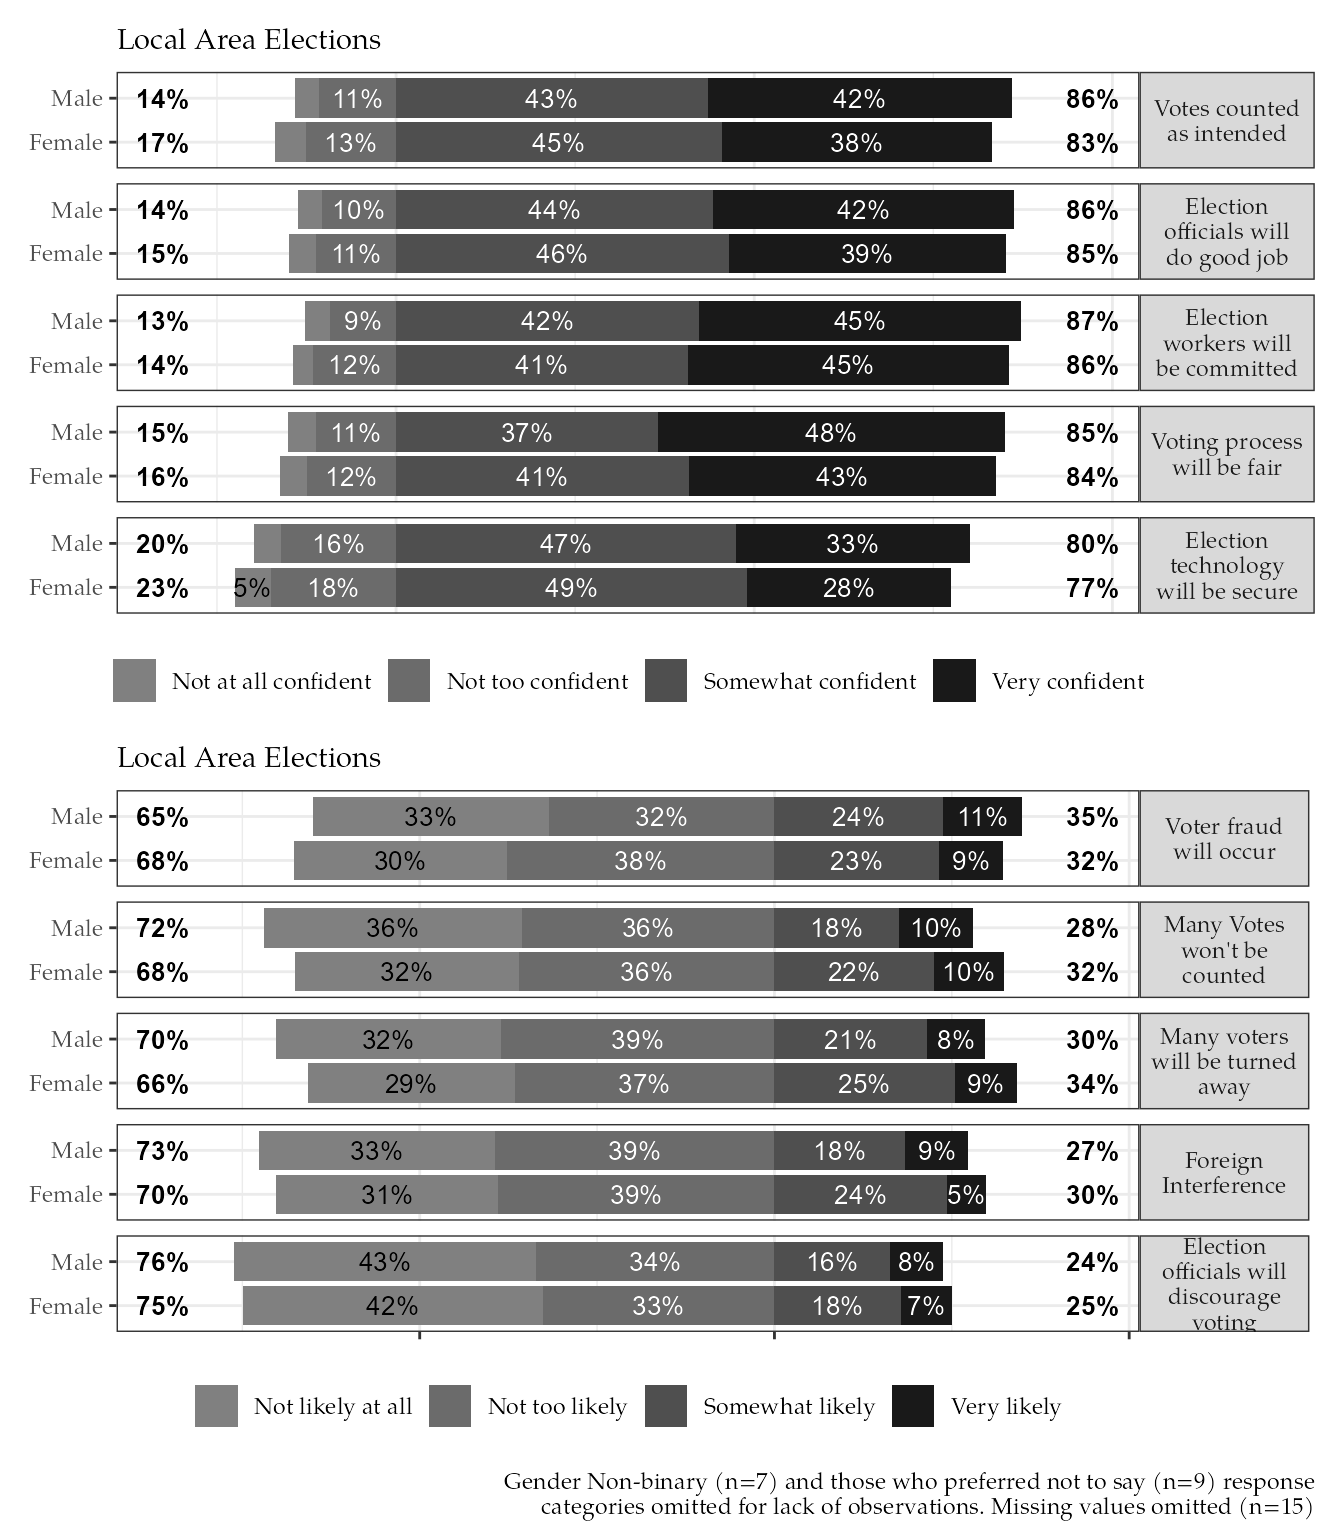 Local Area Elections
Male 14% 11% 43% 42% 86%
Female 17% 13% 45% 38% 83%
Votes counted
as intended
Male 14% 10% 44% 42% 86%
Female 15% 11% 46% 39% 85%
Election
officials will
do good job
Male 13% 9% 42% 45% 87%
Female 14% 12% 41% 45% 86%
Election
workers will
be committed
Male 15% 11% 37% 48% 85%
Female 16% 12% 41% 43% 84%
Voting process
will be fair
Male 20% 16% 47% 33% 80%
Female 23% 5% 18% 49% 28% 77%
Election
technology
will be secure
Not at all confident Not too confident Somewhat confident Very confident
Local Area Elections
Male 65% 33% 32% 24% 11% 35%
Female 68% 30% 38% 23% 9% 32%
Voter fraud
will occur
Male 72% 36% 36% 18% 10% 28%
Female 68% 32% 36% 22% 10% 32%
Many Votes
won't be
counted
Male 70% 32% 39% 21% 8% 30%
Female 66% 29% 37% 25% 9% 34%
Many voters
will be turned
away
Male 73% 33% 39% 18% 9% 27%
Female 70% 31% 39% 24% 5% 30%
Foreign
Interference
Male 76% 43% 34% 16% 8% 24%
Female 75% 42% 33% 18% 7% 25%
Election
officials will
discourage
voting
Not likely at all Not too likely Somewhat likely Very likely
Gender Non-binary (n=7) and those who preferred not to say (n=9) response
categories omitted for lack of observations. Missing values omitted (n=15)